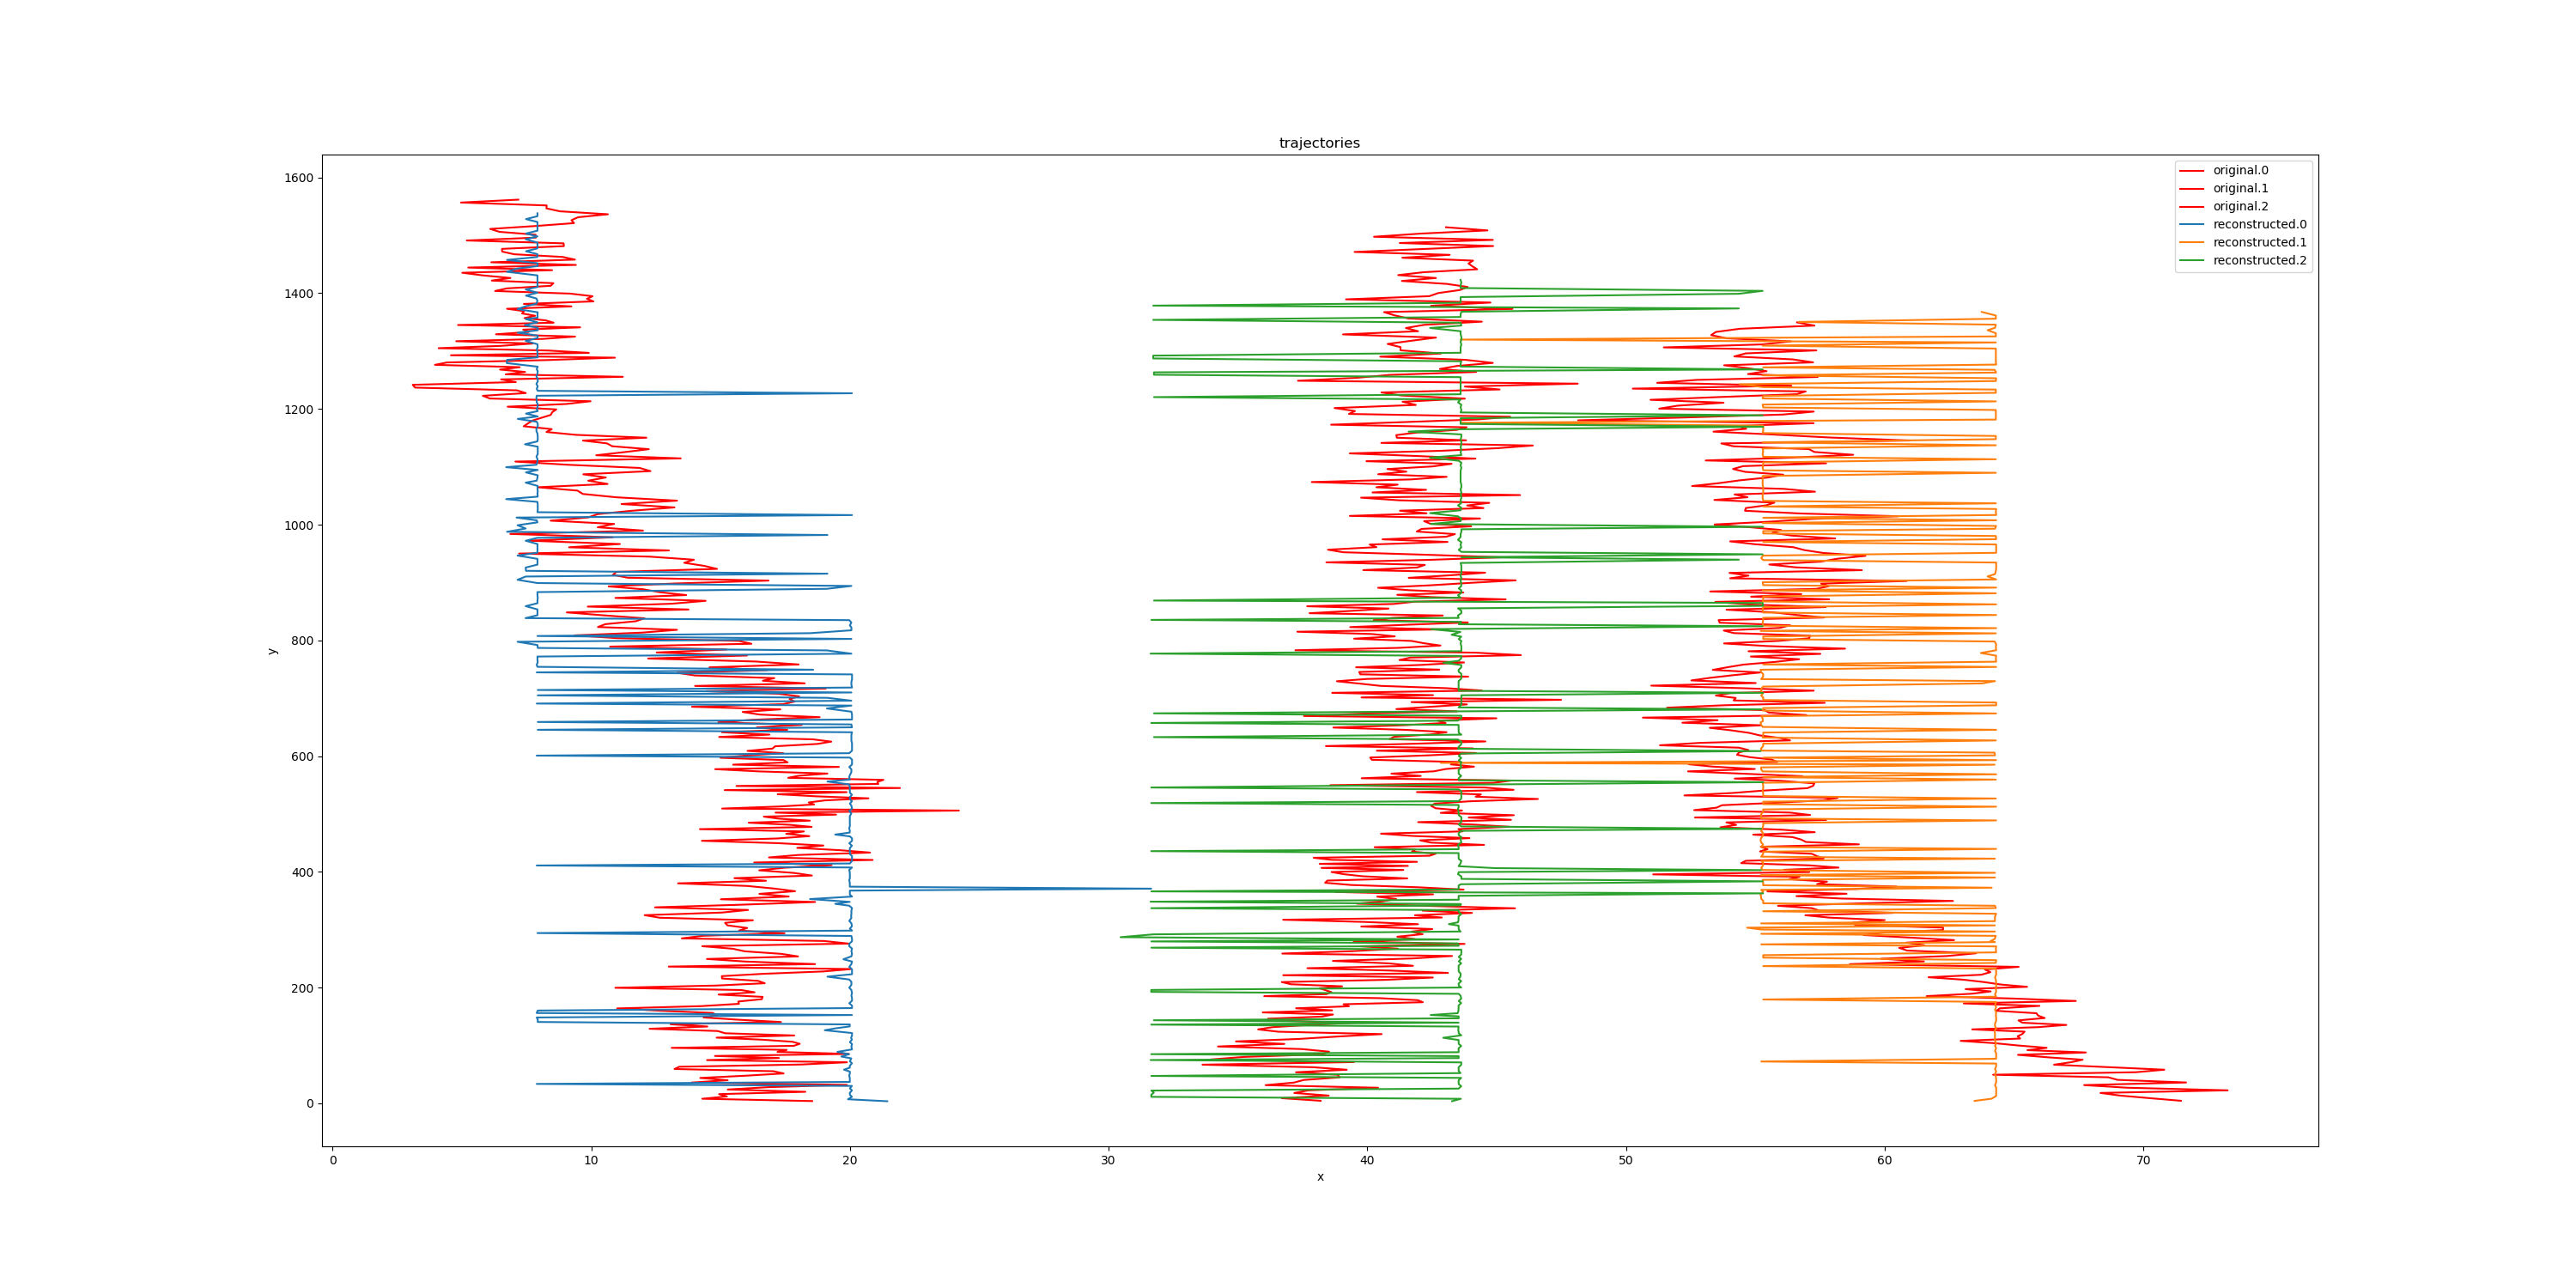 trajectories
original.0
original.1
original.2
reconstructed.0
reconstructed.1
reconstructed.2
1600
1400
1200
1000
800
600
400
200
0
y
0 10 20 30 40 50 60 70
x